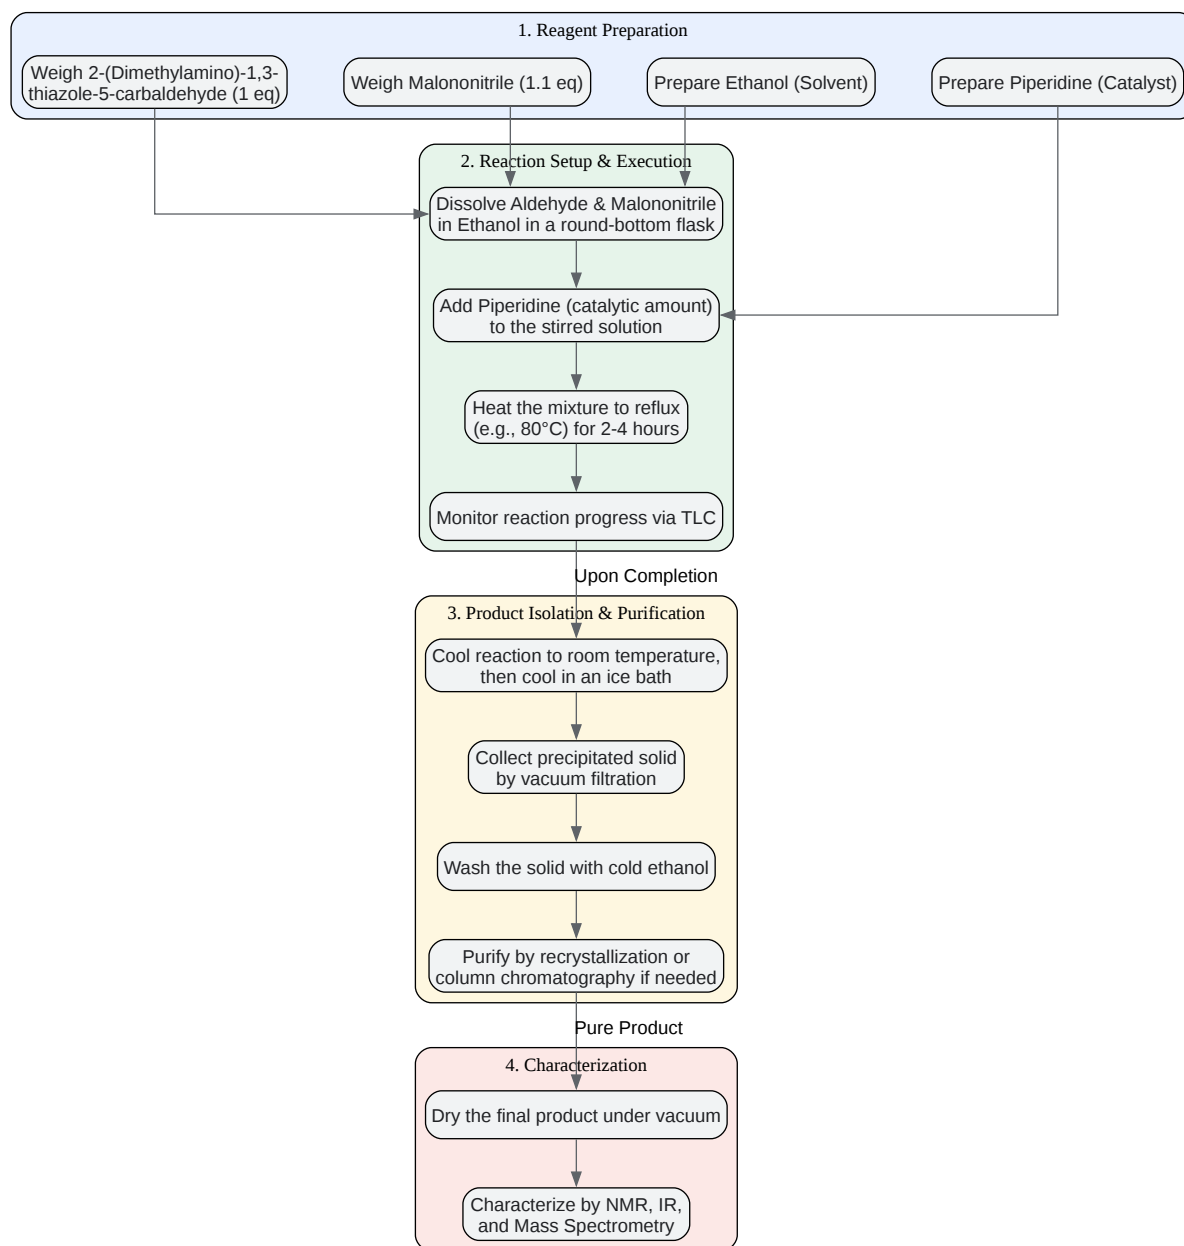 1. Reagent Preparation
Weigh 2-(Dimethylamino)-1,3-
thiazole-5-carbaldehyde (1 eq)
Weigh Malononitrile (1.1 eq)
Prepare Ethanol (Solvent)
Prepare Piperidine (Catalyst)
2. Reaction Setup & Execution
Dissolve Aldehyde & Malononitrile
in Ethanol in a round-bottom flask
Add Piperidine (catalytic amount)
to the stirred solution
Heat the mixture to reflux
(e.g., 80°C) for 2-4 hours
Monitor reaction progress via TLC
Upon Completion
3. Product Isolation & Purification
Cool reaction to room temperature,
then cool in an ice bath
Collect precipitated solid
by vacuum filtration
Wash the solid with cold ethanol
Purify by recrystallization or
column chromatography if needed
Pure Product
4. Characterization
Dry the final product under vacuum
Characterize by NMR, IR,
and Mass Spectrometry